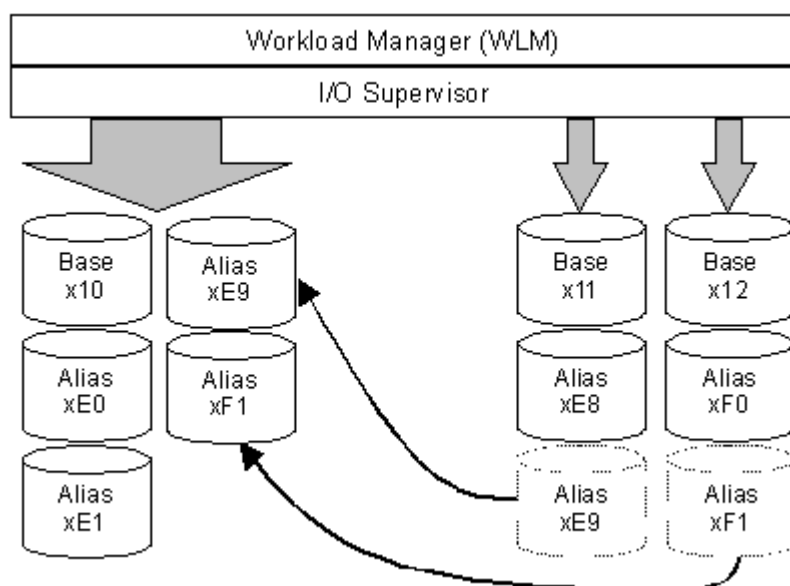 Workload Manager (WLM)
I/O Supervisor
Base
x10
Alias
xE9
Base
x11
Base
x12
Alias
xE0
Alias
xF1
Alias
xE8
Alias
xF0
Alias
xE1
Alias
xE9
Alias
xF1